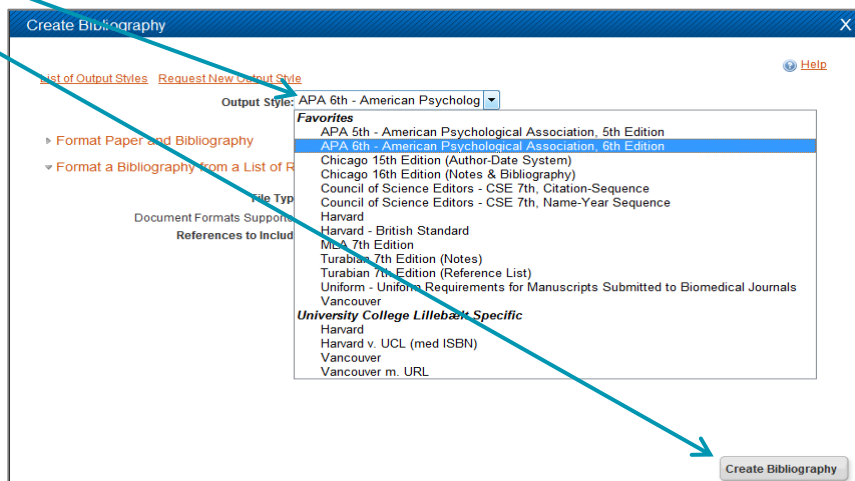 Create Bibliography X
Help
List of Output Styles Request New Output Style
Output Style: APA 6th - American Psycholog
Favorites
APA 5th - American Psychological Association, 5th Edition
Format Paper and Bibliography
APA 6th - American Psychological Association, 6th Edition
Chicago 15th Edition (Author-Date System)
Format a Bibliography from a List of R
Chicago 16th Edition (Notes & Bibliography)
Council of Science Editors - CSE 7th, Citation-Sequence
File Typ
Council of Science Editors - CSE 7th, Name-Year Sequence
Document Formats Supporte
Harvard
References to Includ
Harvard - British Standard
MLA 7th Edition
Turabian 7th Edition (Notes)
Turabian 7th Edition (Reference List)
Uniform - Uniform Requirements for Manuscripts Submitted to Biomedical Journals
Vancouver
University College Lillebælt Specific
Harvard
Harvard v. UCL (med ISBN)
Vancouver
Vancouver m. URL
Create Bibliography